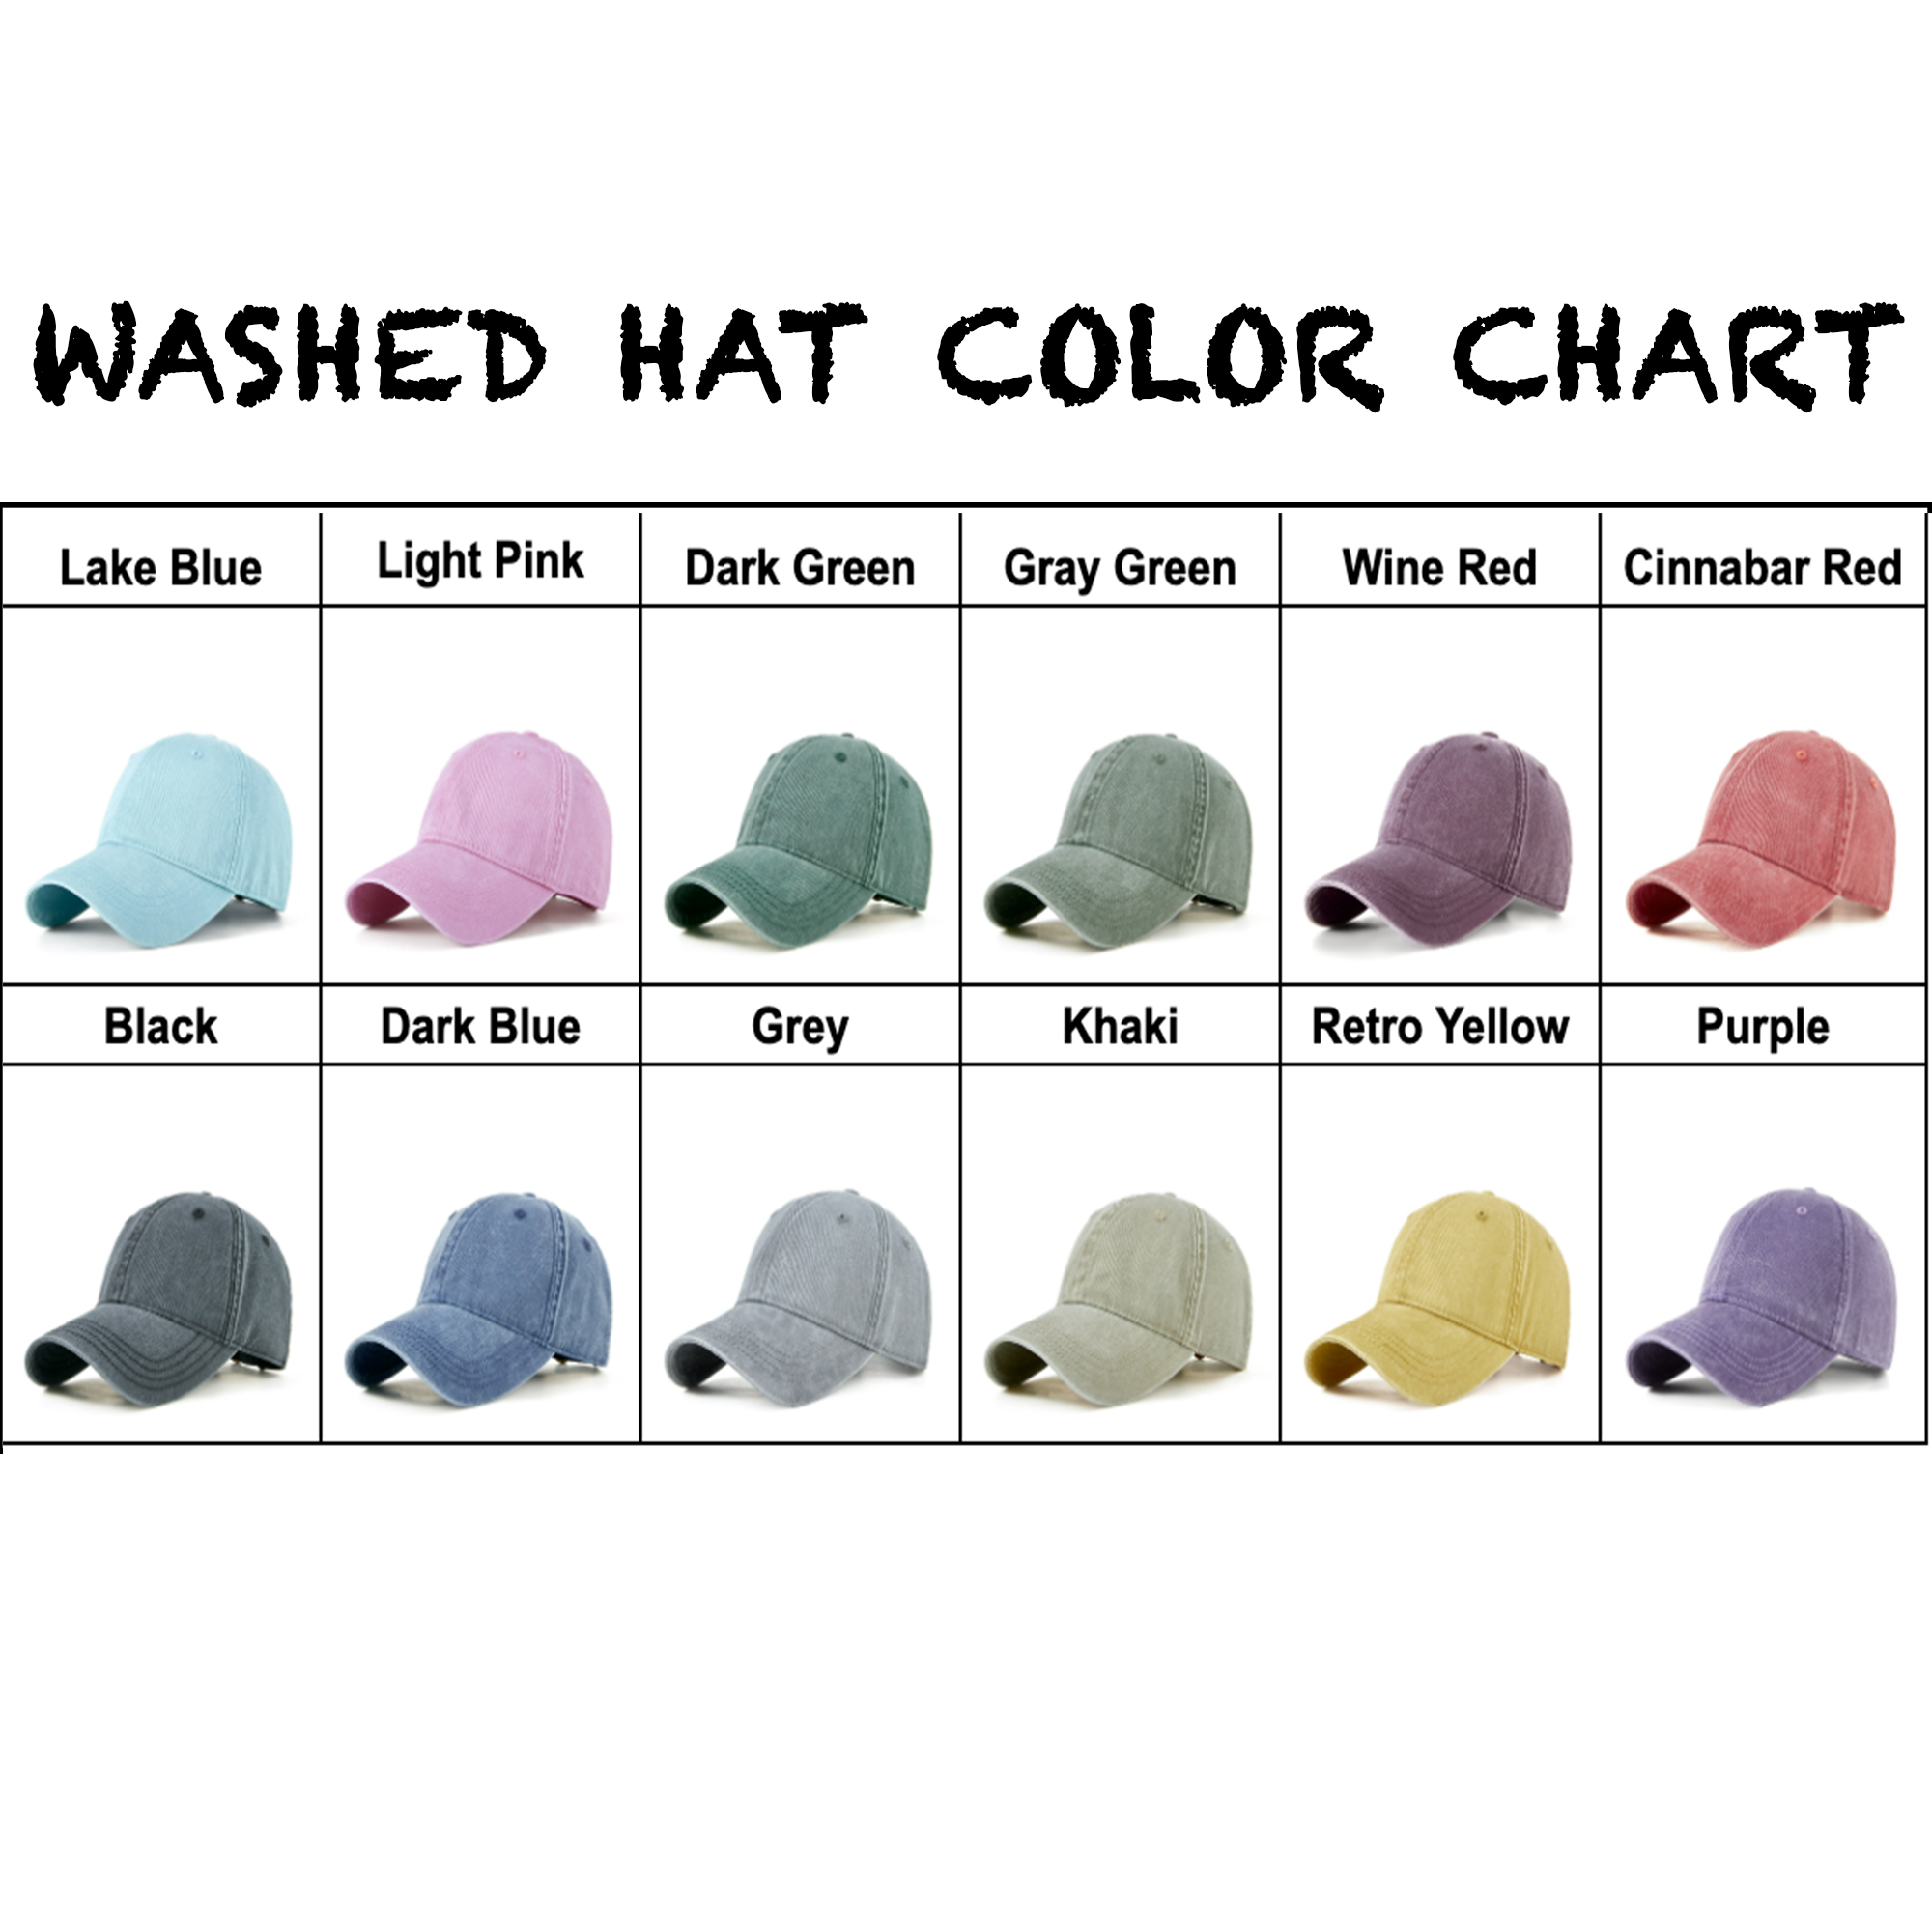 WASHED HAT COLOR CHART
Lake Blue Light Pink Dark Green Gray Green Wine Red Cinnabar Red
Black Dark Blue Grey Khaki Retro Yellow Purple